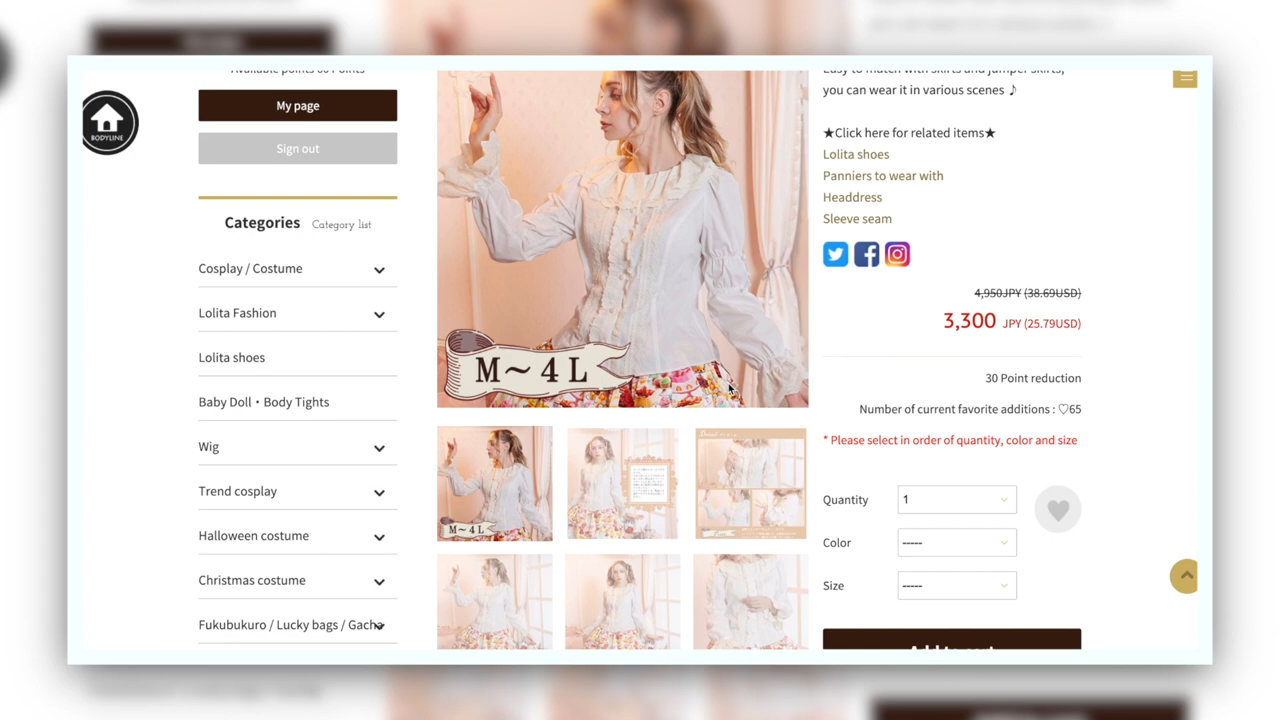 My page
Sign out
BODYLINE
Categories Category list
Cosplay / Costume
Lolita Fashion
Lolita shoes
Baby Doll・Body Tights
Wig
Trend cosplay
Halloween costume
Christmas costume
Fukubukuro / Lucky bags / Gacha
M~4L
M~4L
Easy to match with skirts and jumper skirts,
you can wear it in various scenes ♪
★Click here for related items★
Lolita shoes
Panniers to wear with
Headdress
Sleeve seam
4,950JPY (38.69USD)
3,300 JPY (25.79USD)
30 Point reduction
Number of current favorite additions : ♡65
* Please select in order of quantity, color and size
Quantity 1
Color -----
Size -----